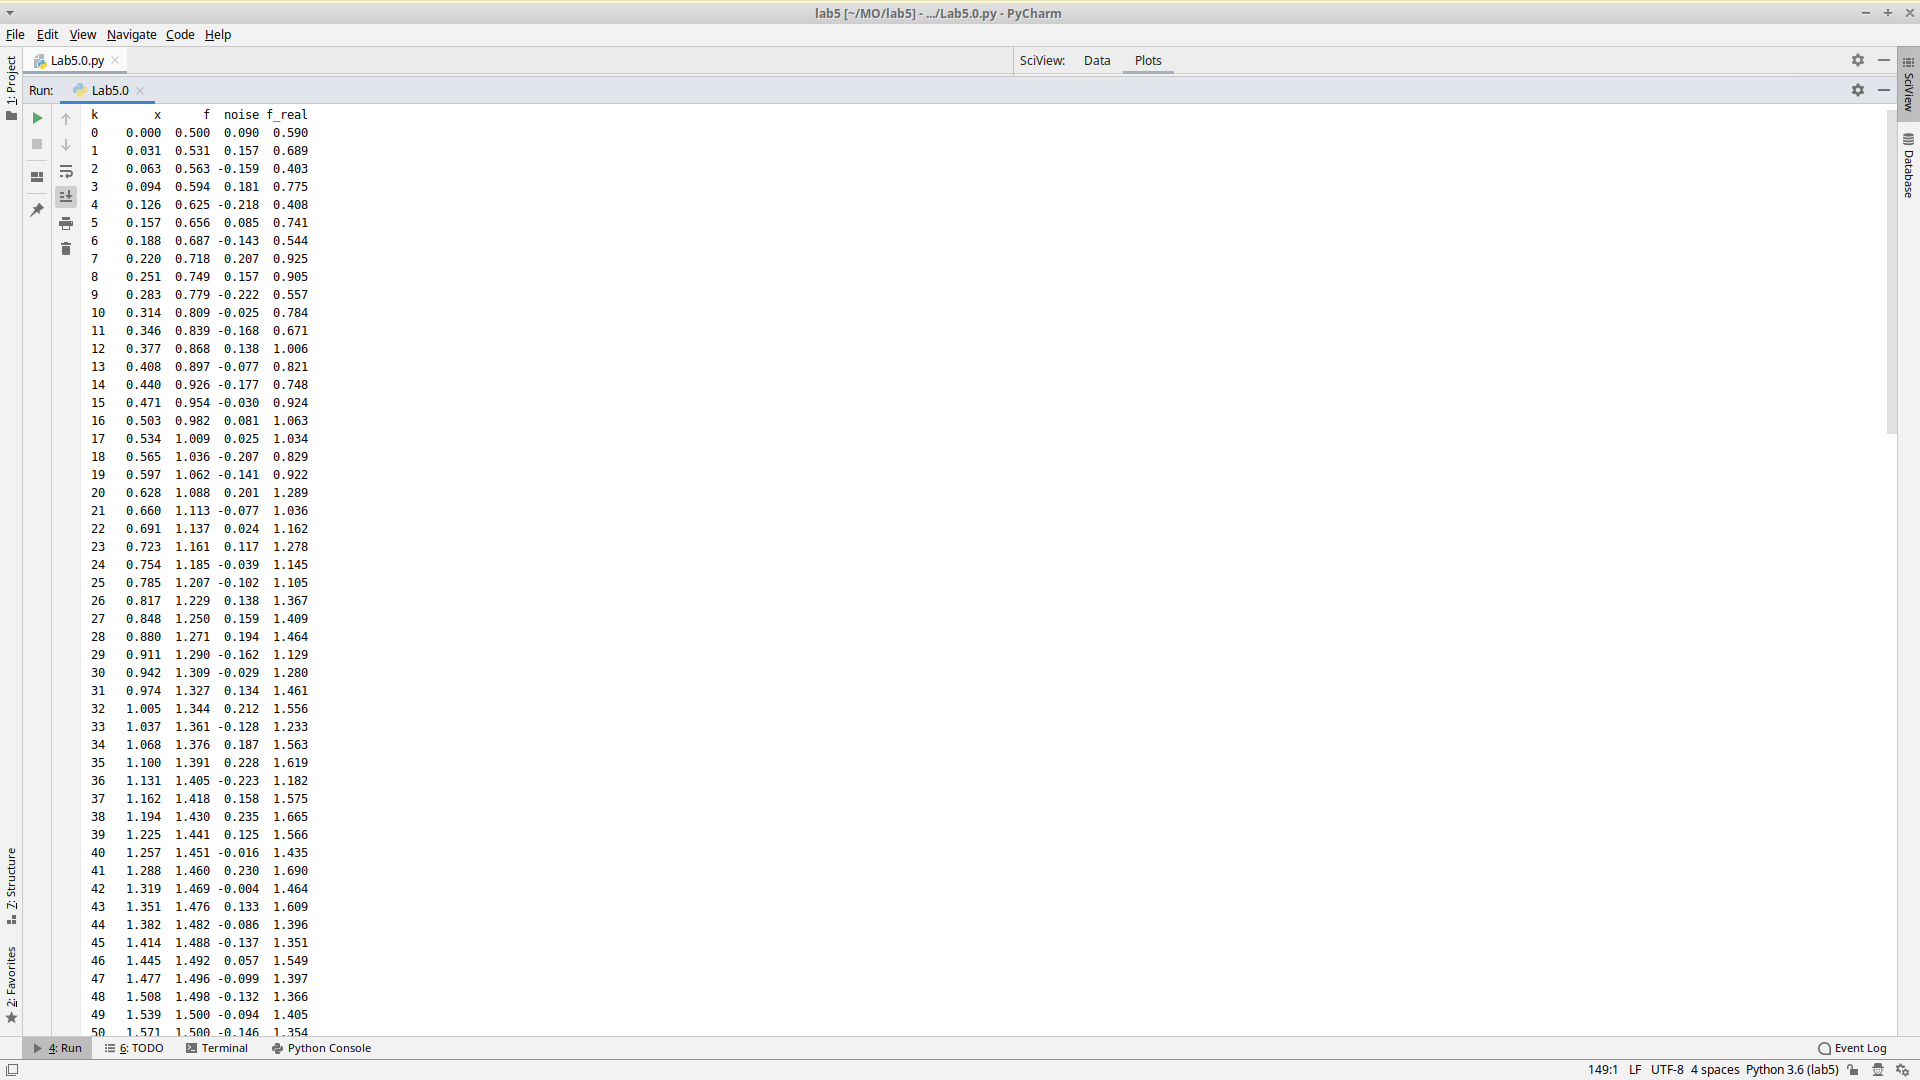 lab5 [~/MO/lab5] - .../Lab5.0.py - PyCharm
File Edit View Navigate Code Help
Lab5.0.py SciView: Data Plots
Run: Lab5.0
k x f noise f_real
0 0.000 0.500 0.090 0.590
1 0.031 0.531 0.157 0.689
2 0.063 0.563 -0.159 0.403
3 0.094 0.594 0.181 0.775
4 0.126 0.625 -0.218 0.408
5 0.157 0.656 0.085 0.741
6 0.188 0.687 -0.143 0.544
7 0.220 0.718 0.207 0.925
8 0.251 0.749 0.157 0.905
9 0.283 0.779 -0.222 0.557
10 0.314 0.809 -0.025 0.784
11 0.346 0.839 -0.168 0.671
12 0.377 0.868 0.138 1.006
13 0.408 0.897 -0.077 0.821
14 0.440 0.926 -0.177 0.748
15 0.471 0.954 -0.030 0.924
16 0.503 0.982 0.081 1.063
17 0.534 1.009 0.025 1.034
18 0.565 1.036 -0.207 0.829
19 0.597 1.062 -0.141 0.922
20 0.628 1.088 0.201 1.289
21 0.660 1.113 -0.077 1.036
22 0.691 1.137 0.024 1.162
23 0.723 1.161 0.117 1.278
24 0.754 1.185 -0.039 1.145
25 0.785 1.207 -0.102 1.105
26 0.817 1.229 0.138 1.367
27 0.848 1.250 0.159 1.409
28 0.880 1.271 0.194 1.464
29 0.911 1.290 -0.162 1.129
30 0.942 1.309 -0.029 1.280
31 0.974 1.327 0.134 1.461
32 1.005 1.344 0.212 1.556
33 1.037 1.361 -0.128 1.233
34 1.068 1.376 0.187 1.563
35 1.100 1.391 0.228 1.619
36 1.131 1.405 -0.223 1.182
37 1.162 1.418 0.158 1.575
38 1.194 1.430 0.235 1.665
39 1.225 1.441 0.125 1.566
40 1.257 1.451 -0.016 1.435
41 1.288 1.460 0.230 1.690
42 1.319 1.469 -0.004 1.464
43 1.351 1.476 0.133 1.609
44 1.382 1.482 -0.086 1.396
45 1.414 1.488 -0.137 1.351
46 1.445 1.492 0.057 1.549
47 1.477 1.496 -0.099 1.397
48 1.508 1.498 -0.132 1.366
49 1.539 1.500 -0.094 1.405
50 1.571 1.500 -0.146 1.354
1: Project
7: Structure
2: Favorites
SciView
Database
4: Run 6: TODO Terminal Python Console Event Log
149:1 LF UTF-8 4 spaces Python 3.6 (lab5)